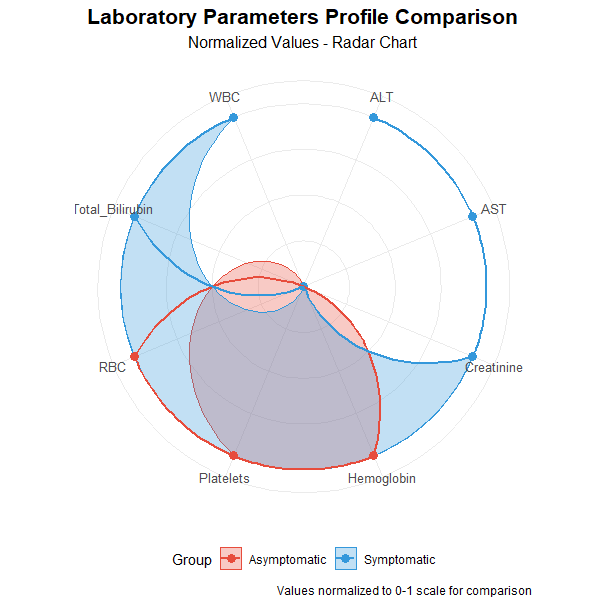 Laboratory Parameters Profile Comparison
Normalized Values - Radar Chart
WBC
ALT
Total_Bilirubin
AST
RBC
Creatinine
Platelets
Hemoglobin
Group Asymptomatic Symptomatic
Values normalized to 0-1 scale for comparison